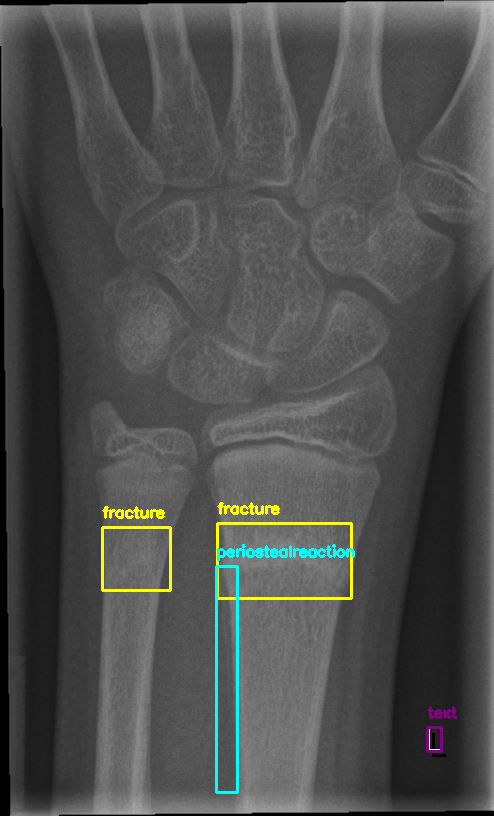 fracture
fracture
periostealreaction
text
L